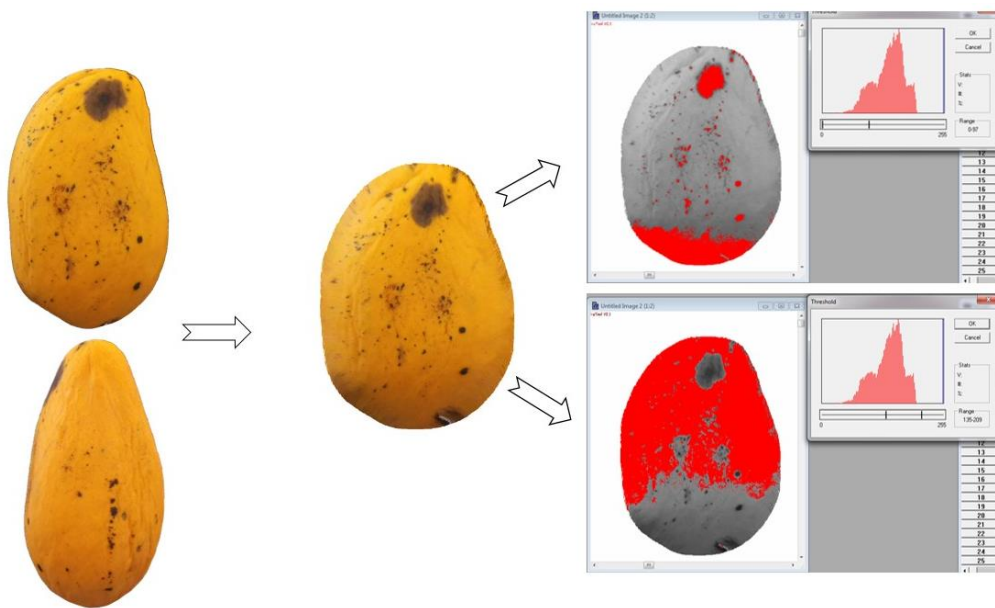 Untitled Image 2 (1:2)
Threshold
OK
Cancel
Stats
V:
%:
Range
0-97
0
255
12
13
14
15
16
17
18
19
20
21
22
23
24
25
Untitled Image 2 (1:2)
Threshold
OK
Cancel
Stats
V:
%:
Range
135-209
0
255
12
13
14
15
16
17
18
19
20
21
22
23
24
25